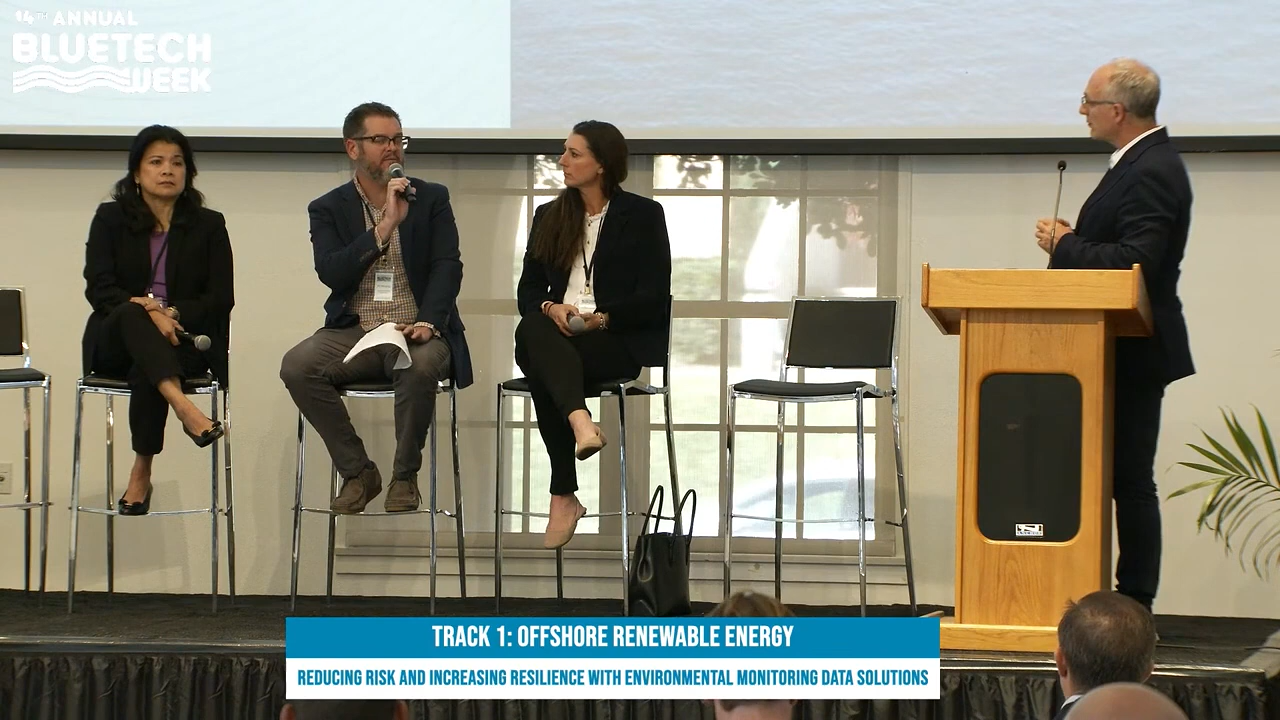 14TH ANNUAL
BLUETECH
WEEK
TRACK 1: OFFSHORE RENEWABLE ENERGY
REDUCING RISK AND INCREASING RESILIENCE WITH ENVIRONMENTAL MONITORING DATA SOLUTIONS